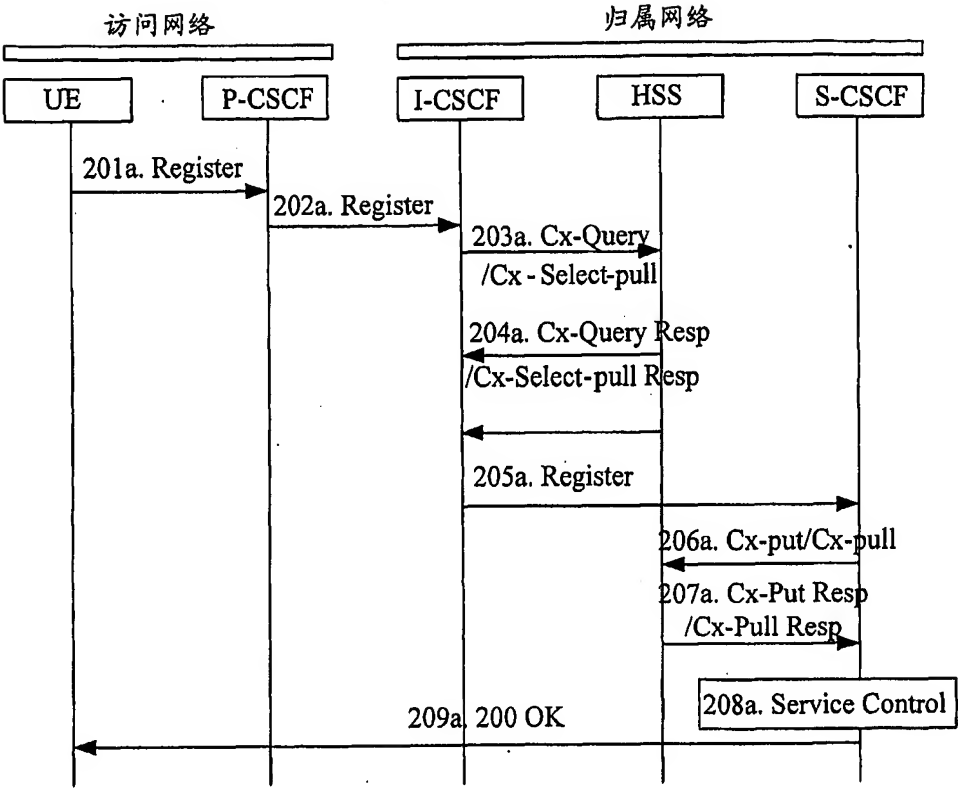 访问网络
归属网络
UE
P-CSCF
I-CSCF
HSS
S-CSCF
201a. Register
202a. Register
203a. Cx-Query
/Cx - Select-pull
204a. Cx-Query Resp
/Cx-Select-pull Resp
205a. Register
206a. Cx-put/Cx-pull
207a. Cx-Put Resp
/Cx-Pull Resp
208a. Service Control
209a. 200 OK